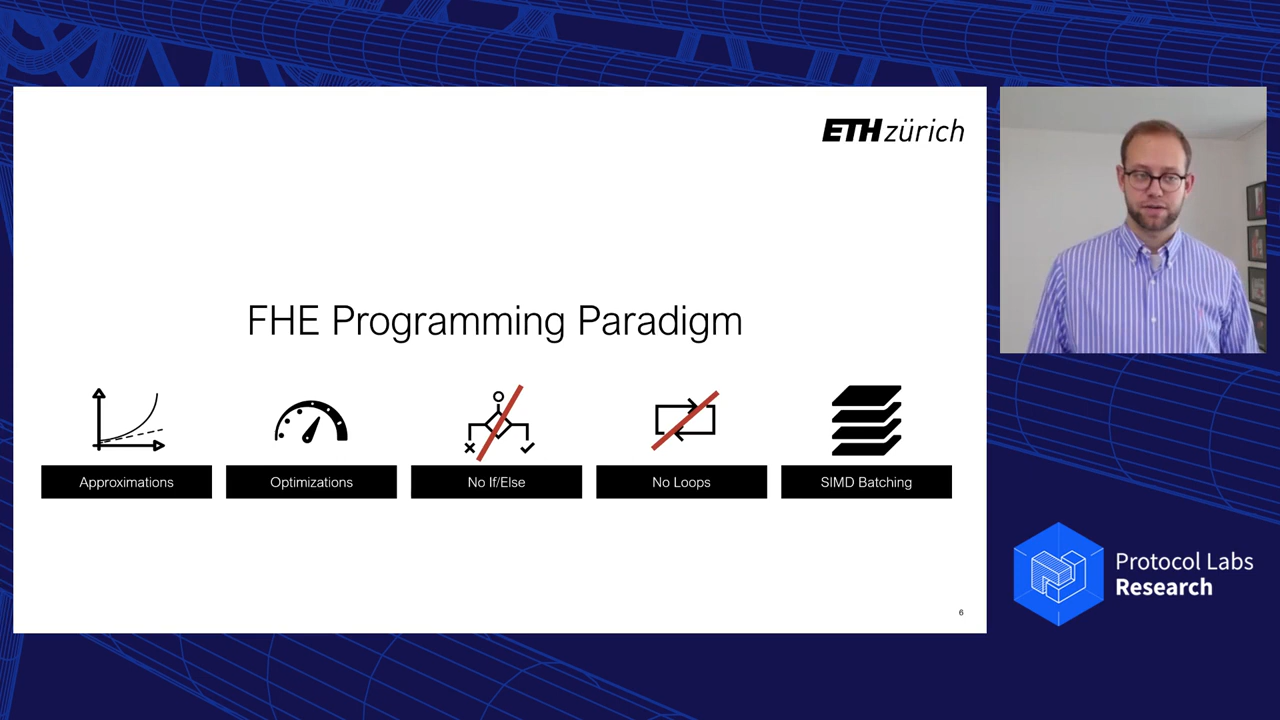 ETH zürich
FHE Programming Paradigm
Approximations
Optimizations
No If/Else
No Loops
SIMD Batching
6
Protocol Labs
Research